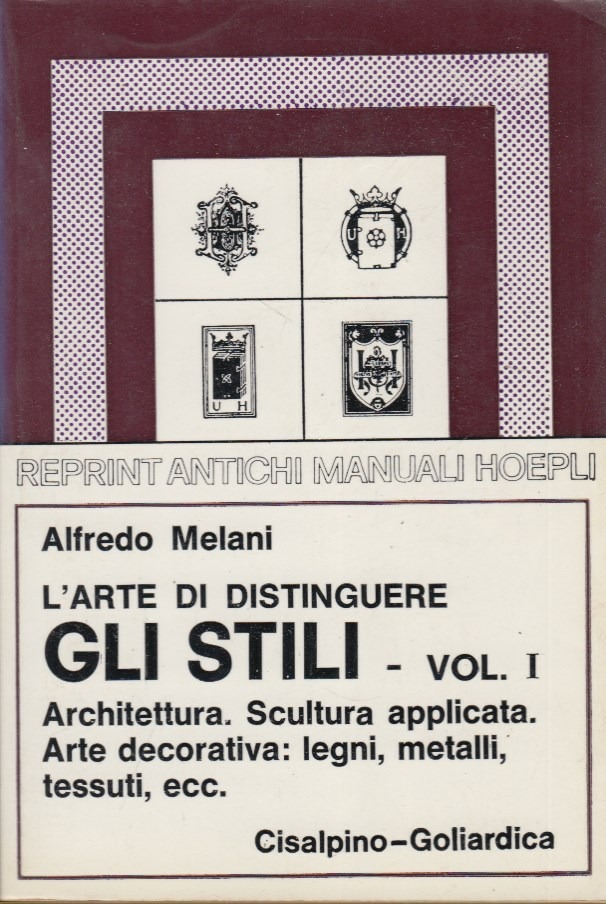 U H
U H
REPRINT ANTICHI MANUALI HOEPLI
Alfredo Melani
L'ARTE DI DISTINGUERE
GLI STILI - VOL. I
Architettura. Scultura applicata.
Arte decorativa: legni, metalli,
tessuti, ecc.
Cisalpino-Goliardica